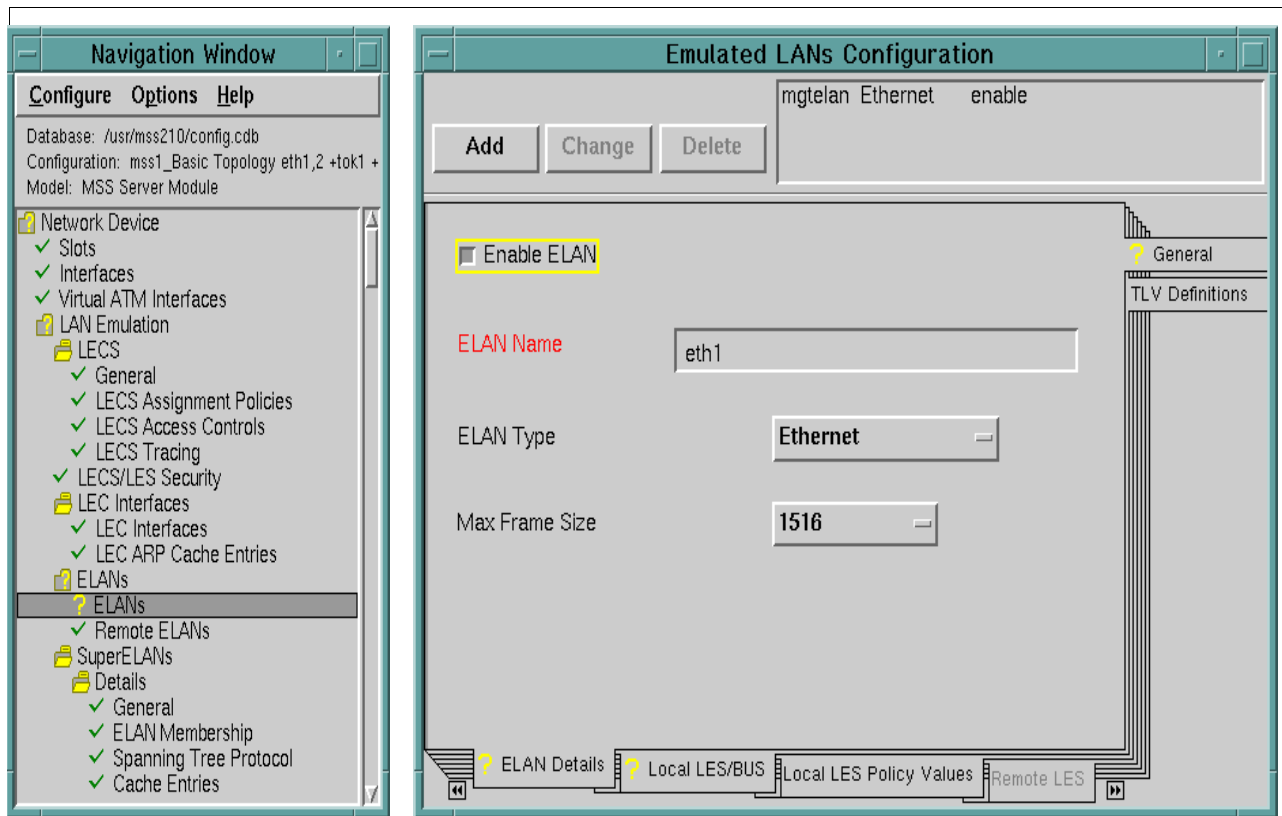 Navigation Window
Configure Options Help
Database: /usr/mss210/config.cdb
Configuration: mss1_Basic Topology eth1,2 +tok1 +
Model: MSS Server Module
Network Device
Slots
Interfaces
Virtual ATM Interfaces
LAN Emulation
LECS
General
LECS Assignment Policies
LECS Access Controls
LECS Tracing
LECS/LES Security
LEC Interfaces
LEC Interfaces
LEC ARP Cache Entries
ELANs
ELANs
Remote ELANs
SuperELANs
Details
General
ELAN Membership
Spanning Tree Protocol
Cache Entries
Emulated LANs Configuration
Add Change Delete
mgtelan Ethernet enable
Enable ELAN
ELAN Name eth1
ELAN Type Ethernet
Max Frame Size 1516
General
TLV Definitions
ELAN Details Local LES/BUS Local LES Policy Values Remote LES